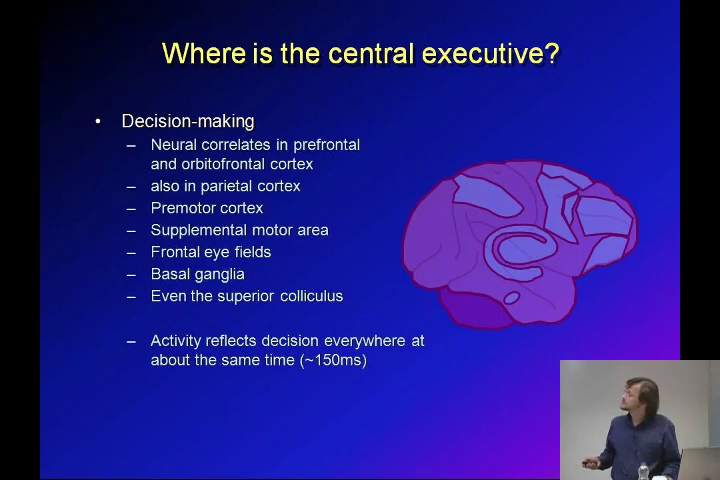 Where is the central executive?
• Decision-making
– Neural correlates in prefrontal
and orbitofrontal cortex
– also in parietal cortex
– Premotor cortex
– Supplemental motor area
– Frontal eye fields
– Basal ganglia
– Even the superior colliculus
– Activity reflects decision everywhere at
about the same time (~150ms)